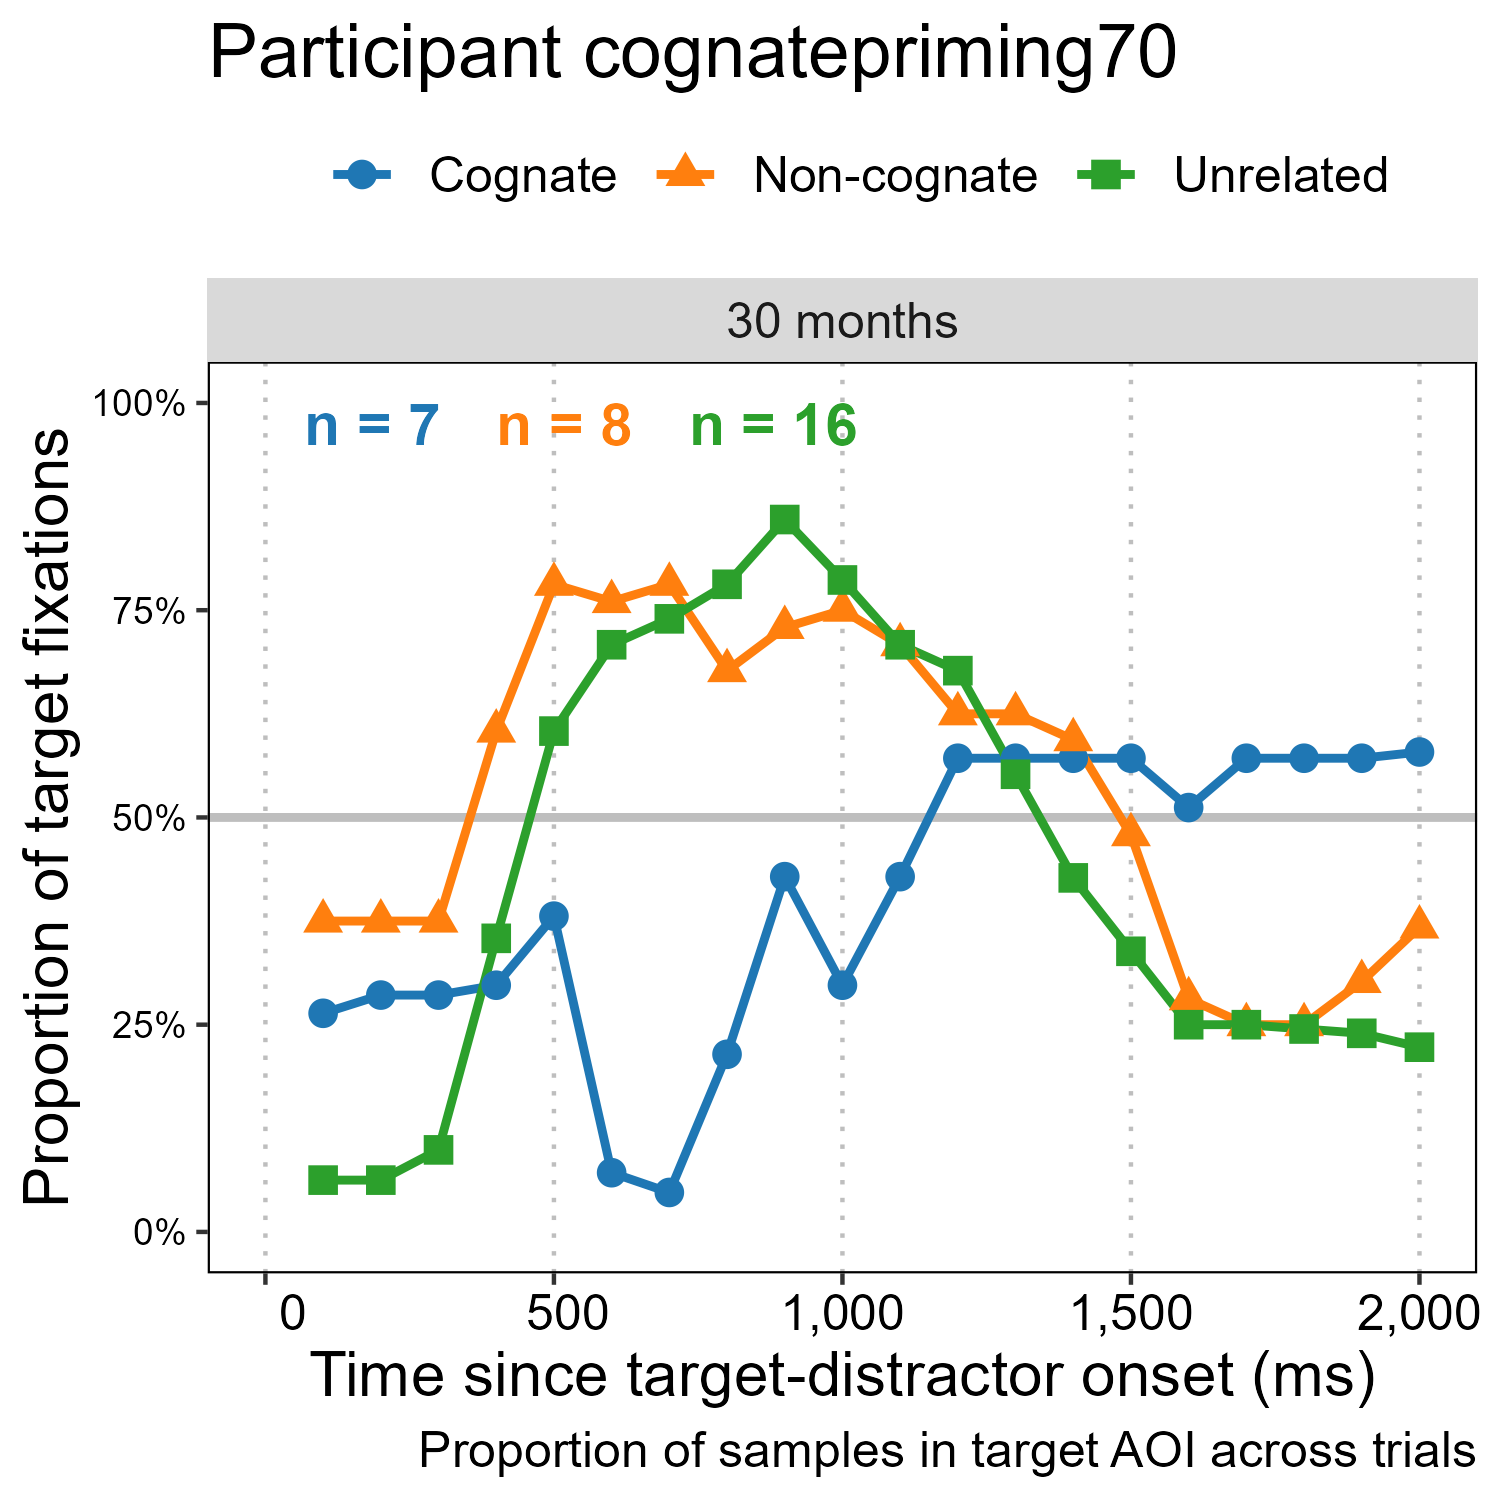 Participant cognatepriming70
Cognate Non-cognate Unrelated
30 months
n = 7 n = 8 n = 16
100%
75%
50%
25%
0%
Proportion of target fixations
0 500 1,000 1,500 2,000
Time since target-distractor onset (ms)
Proportion of samples in target AOI across trials